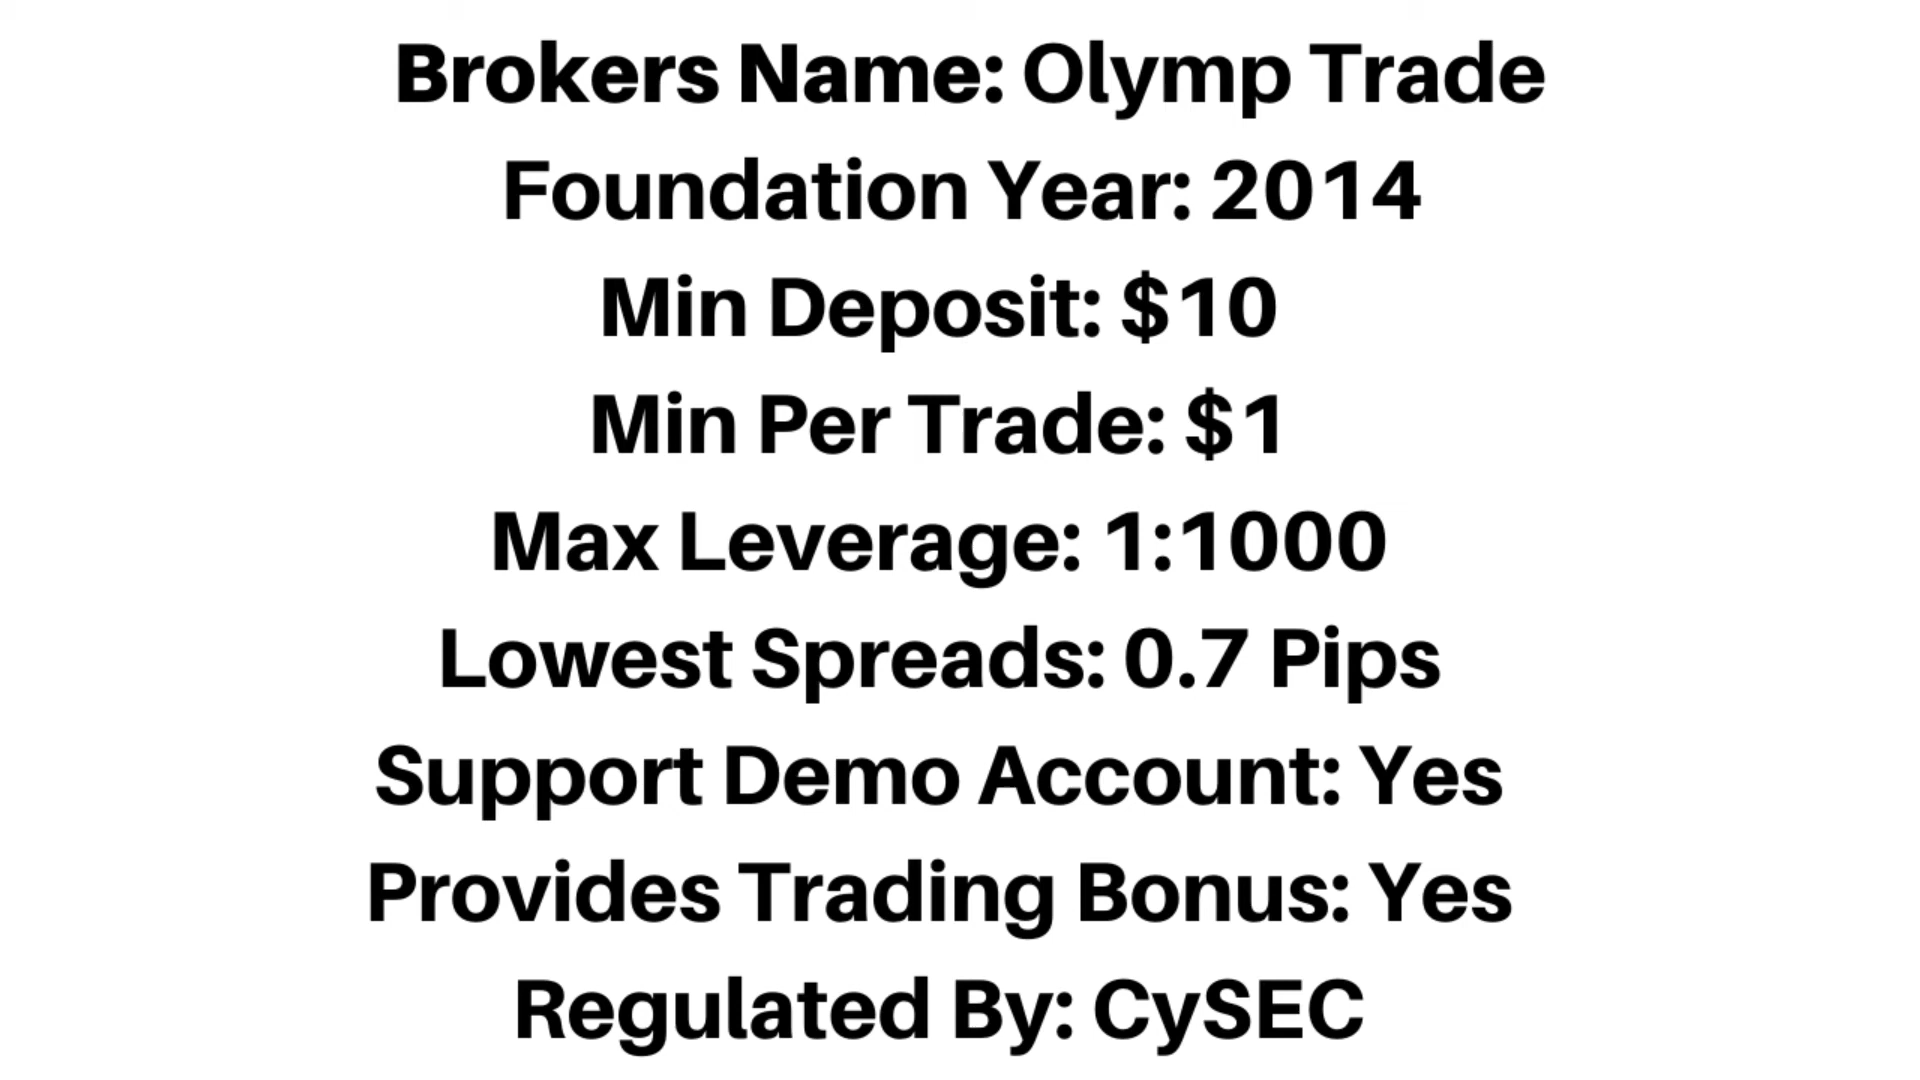 Brokers Name: Olymp Trade
Foundation Year: 2014
Min Deposit: $10
Min Per Trade: $1
Max Leverage: 1:1000
Lowest Spreads: 0.7 Pips
Support Demo Account: Yes
Provides Trading Bonus: Yes
Regulated By: CySEC